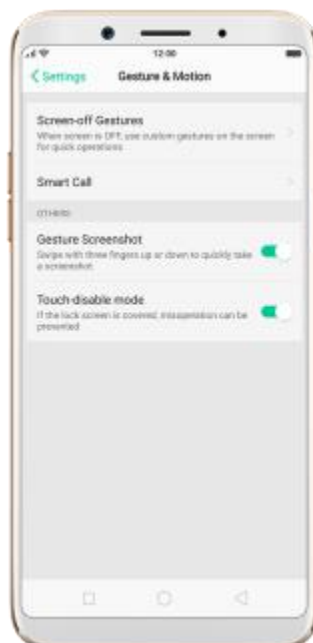 12:00
Settings
Gesture & Motion
Screen-off Gestures
When screen is OFF, use custom gestures on the screen
for quick operations
Smart Call
OTHERS
Gesture Screenshot
Swipe with three fingers up or down to quickly take
a screenshot
Touch-disable mode
If the lock screen is covered, misoperation can be
prevented